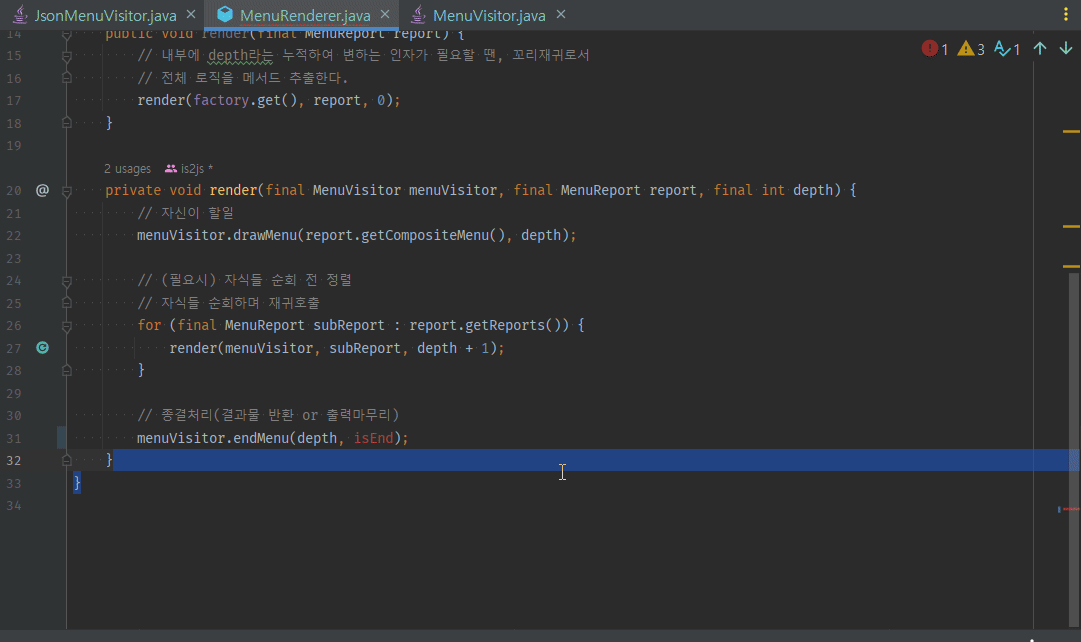 JsonMenuVisitor.java
MenuRenderer.java
MenuVisitor.java
1 3 1
14 public void render(final MenuReport report) {
15 // 내부에 depth라는 누적하여 변하는 인자가 필요할 땐, 꼬리재귀로서
16 // 전체 로직을 메서드 추출한다.
17 render(factory.get(), report, 0);
18 }
19
2 usages is2js *
20 @ private void render(final MenuVisitor menuVisitor, final MenuReport report, final int depth) {
21 // 자신이 할일
22 menuVisitor.drawMenu(report.getCompositeMenu(), depth);
23
24 // (필요시) 자식들 순회 전 정렬
25 // 자식들 순회하며 재귀호출
26 for (final MenuReport subReport : report.getReports()) {
27 render(menuVisitor, subReport, depth + 1);
28 }
29
30 // 종결처리(결과물 반환 or 출력마무리)
31 menuVisitor.endMenu(depth, isEnd);
32 }
33 }
34